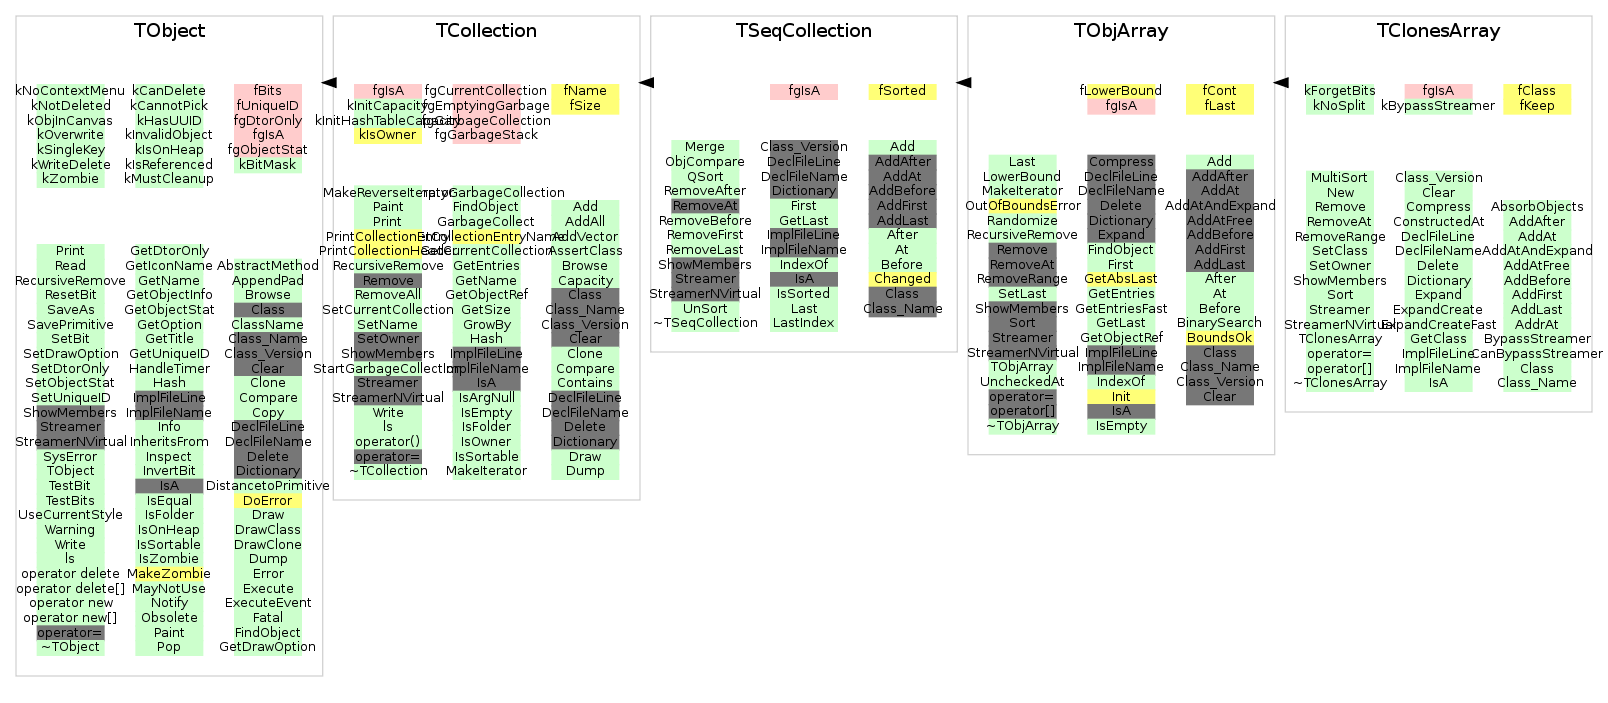 TObject
kNoContextMenu
kNotDeleted
kObjInCanvas
kOverwrite
kSingleKey
kWriteDelete
kZombie
kCanDelete
kCannotPick
kHasUUID
kInvalidObject
kIsOnHeap
kIsReferenced
kMustCleanup
fBits
fUniqueID
fgDtorOnly
fgIsA
fgObjectStat
kBitMask
Print
Read
RecursiveRemove
ResetBit
SaveAs
SavePrimitive
SetBit
SetDrawOption
SetDtorOnly
SetObjectStat
SetUniqueID
ShowMembers
Streamer
StreamerNVirtual
SysError
TObject
TestBit
TestBits
UseCurrentStyle
Warning
Write
ls
operator delete
operator delete[]
operator new
operator new[]
operator=
~TObject
GetDtorOnly
GetIconName
GetName
GetObjectInfo
GetObjectStat
GetOption
GetTitle
GetUniqueID
HandleTimer
Hash
ImplFileLine
ImplFileName
Info
InheritsFrom
Inspect
InvertBit
IsA
IsEqual
IsFolder
IsOnHeap
IsSortable
IsZombie
MakeZombie
MayNotUse
Notify
Obsolete
Paint
Pop
AbstractMethod
AppendPad
Browse
Class
ClassName
Class_Name
Class_Version
Clear
Clone
Compare
Copy
DeclFileLine
DeclFileName
Delete
Dictionary
DistancetoPrimitive
DoError
Draw
DrawClass
DrawClone
Dump
Error
Execute
ExecuteEvent
Fatal
FindObject
GetDrawOption
TCollection
fgIsA
kInitCapacity
kInitHashTableCapacity
kIsOwner
fgCurrentCollection
fgEmptyingGarbage
fgGarbageCollection
fgGarbageStack
fName
fSize
MakeReverseIterator
Paint
Print
PrintCollectionEntry
PrintCollectionHeader
RecursiveRemove
Remove
RemoveAll
SetCurrentCollection
SetName
SetOwner
ShowMembers
StartGarbageCollection
Streamer
StreamerNVirtual
Write
ls
operator()
operator=
~TCollection
EmptyGarbageCollection
FindObject
GarbageCollect
GetCollectionEntryName
GetCurrentCollection
GetEntries
GetName
GetObjectRef
GetSize
GrowBy
Hash
ImplFileLine
ImplFileName
IsA
IsArgNull
IsEmpty
IsFolder
IsOwner
IsSortable
MakeIterator
Add
AddAll
AddVector
AssertClass
Browse
Capacity
Class
Class_Name
Class_Version
Clear
Clone
Compare
Contains
DeclFileLine
DeclFileName
Delete
Dictionary
Draw
Dump
TSeqCollection
fgIsA
fSorted
Merge
ObjCompare
QSort
RemoveAfter
RemoveAt
RemoveBefore
RemoveFirst
RemoveLast
ShowMembers
Streamer
StreamerNVirtual
UnSort
~TSeqCollection
Class_Version
DeclFileLine
DeclFileName
Dictionary
First
GetLast
ImplFileLine
ImplFileName
IndexOf
IsA
IsSorted
Last
LastIndex
Add
AddAfter
AddAt
AddBefore
AddFirst
AddLast
After
At
Before
Changed
Class
Class_Name
TObjArray
fLowerBound
fgIsA
fCont
fLast
Last
LowerBound
MakeIterator
OutOfBoundsError
Randomize
RecursiveRemove
Remove
RemoveAt
RemoveRange
SetLast
ShowMembers
Sort
Streamer
StreamerNVirtual
TObjArray
UncheckedAt
operator=
operator[]
~TObjArray
Compress
DeclFileLine
DeclFileName
Delete
Dictionary
Expand
FindObject
First
GetAbsLast
GetEntries
GetEntriesFast
GetLast
GetObjectRef
ImplFileLine
ImplFileName
IndexOf
Init
IsA
IsEmpty
Add
AddAfter
AddAt
AddAtAndExpand
AddAtFree
AddBefore
AddFirst
AddLast
After
At
Before
BinarySearch
BoundsOk
Class
Class_Name
Class_Version
Clear
TClonesArray
kForgetBits
kNoSplit
fgIsA
kBypassStreamer
fClass
fKeep
MultiSort
New
Remove
RemoveAt
RemoveRange
SetClass
SetOwner
ShowMembers
Sort
Streamer
StreamerNVirtual
TClonesArray
operator=
operator[]
~TClonesArray
Class_Version
Clear
Compress
ConstructedAt
DeclFileLine
DeclFileName
Delete
Dictionary
Expand
ExpandCreate
ExpandCreateFast
GetClass
ImplFileLine
ImplFileName
IsA
AbsorbObjects
AddAfter
AddAt
AddAtAndExpand
AddAtFree
AddBefore
AddFirst
AddLast
AddrAt
BypassStreamer
CanBypassStreamer
Class
Class_Name